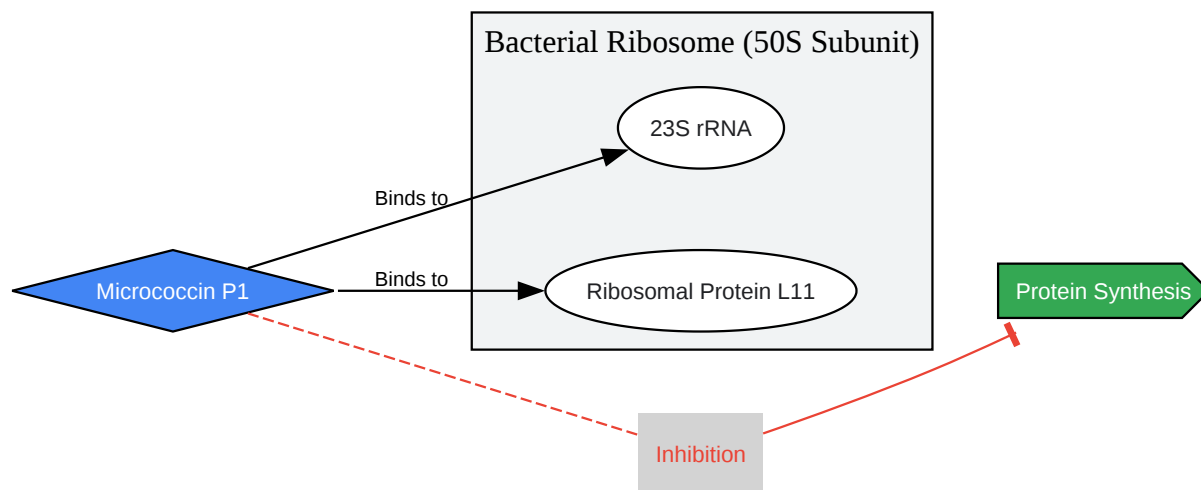 Bacterial Ribosome (50S Subunit)
23S rRNA
Binds to
Micrococcin P1
Binds to
Ribosomal Protein L11
Protein Synthesis
Inhibition